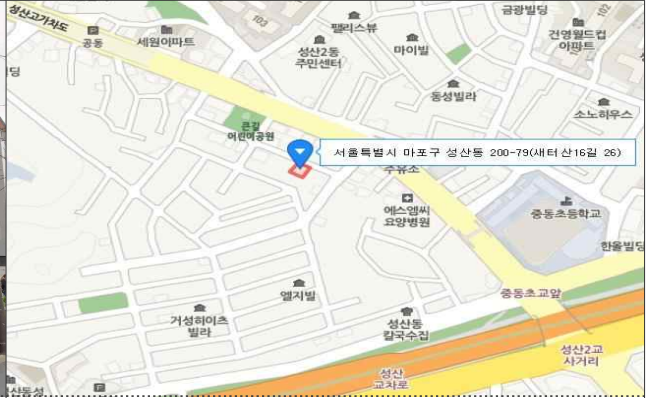 성산고가차도
공동
세원아파트
103
팰리스뷰
성산2동
주민센터
마이빌
금광빌딩
102
건영월드컵
아파트
동성빌라
소노하우스
큰길
어린이공원
서울특별시 마포구 성산동 200-79(새터산16길 26)
주유소
에스엠씨
요양병원
중동초등학교
한올빌딩
엘지빌
거성하이츠
빌라
성산동
칼국수집
중동초교앞
성산2교
사거리
성산
교차로
P